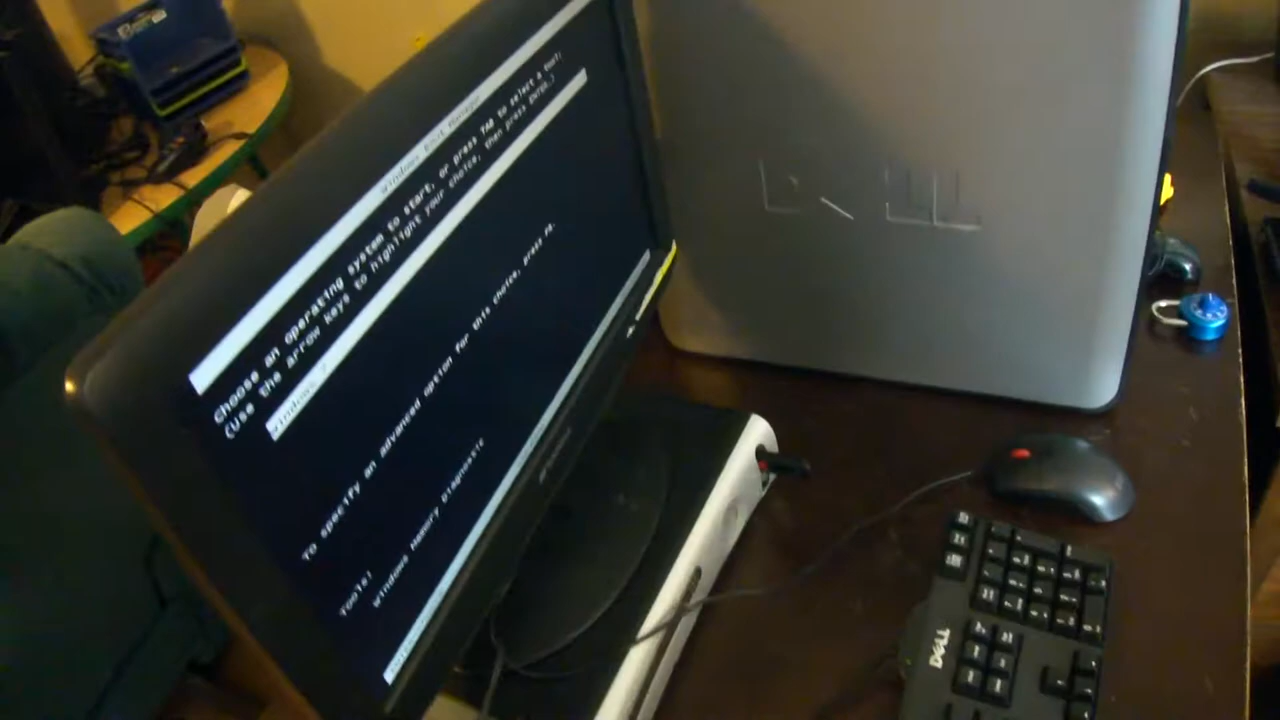 Windows Boot Manager
Choose an operating system to start, or press TAB to select a tool:
(Use the arrow keys to highlight your choice, then press ENTER.)
Windows 7
To specify an advanced option for this choice, press F8.
Tools:
Windows Memory Diagnostic
DELL